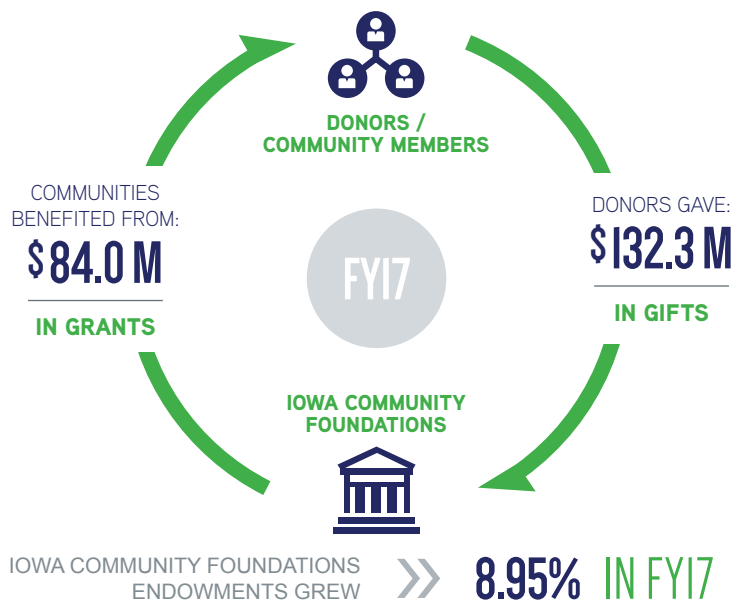 DONORS /
COMMUNITY MEMBERS
COMMUNITIES
BENEFITED FROM:
$84.0 M
IN GRANTS
FY17
DONORS GAVE:
$132.3 M
IN GIFTS
IOWA COMMUNITY
FOUNDATIONS
IOWA COMMUNITY FOUNDATIONS
ENDOWMENTS GREW
8.95% IN FY17